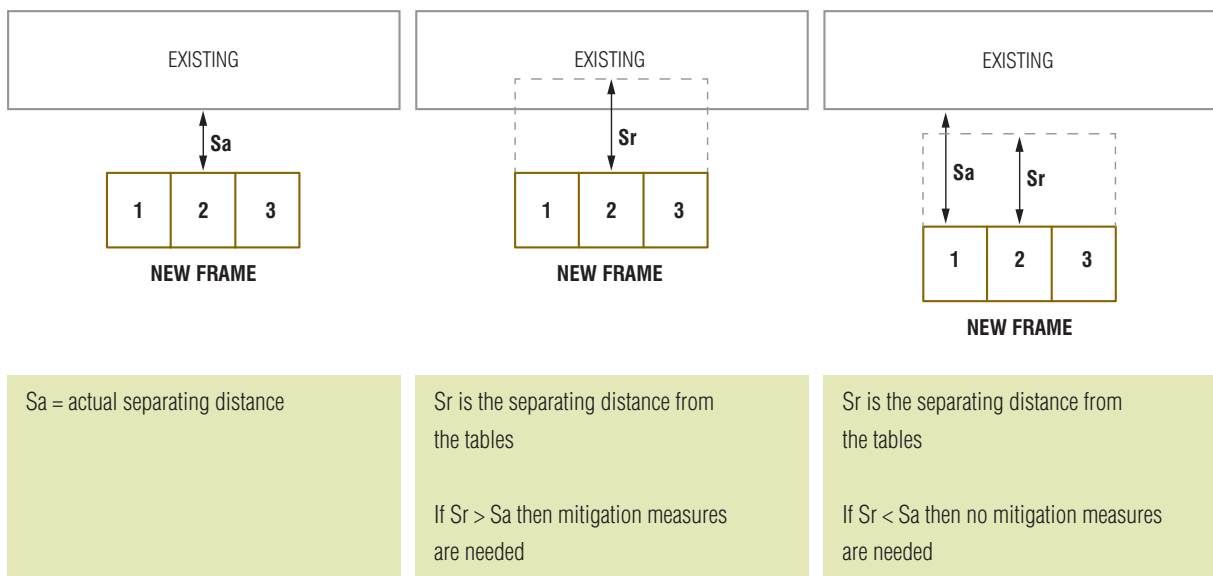 EXISTING
Sa
1 2 3
NEW FRAME
EXISTING
Sr
1 2 3
NEW FRAME
EXISTING
Sa
Sr
1 2 3
NEW FRAME
Sa = actual separating distance
Sr is the separating distance from
the tables
If Sr > Sa then mitigation measures
are needed
Sr is the separating distance from
the tables
If Sr < Sa then no mitigation measures
are needed